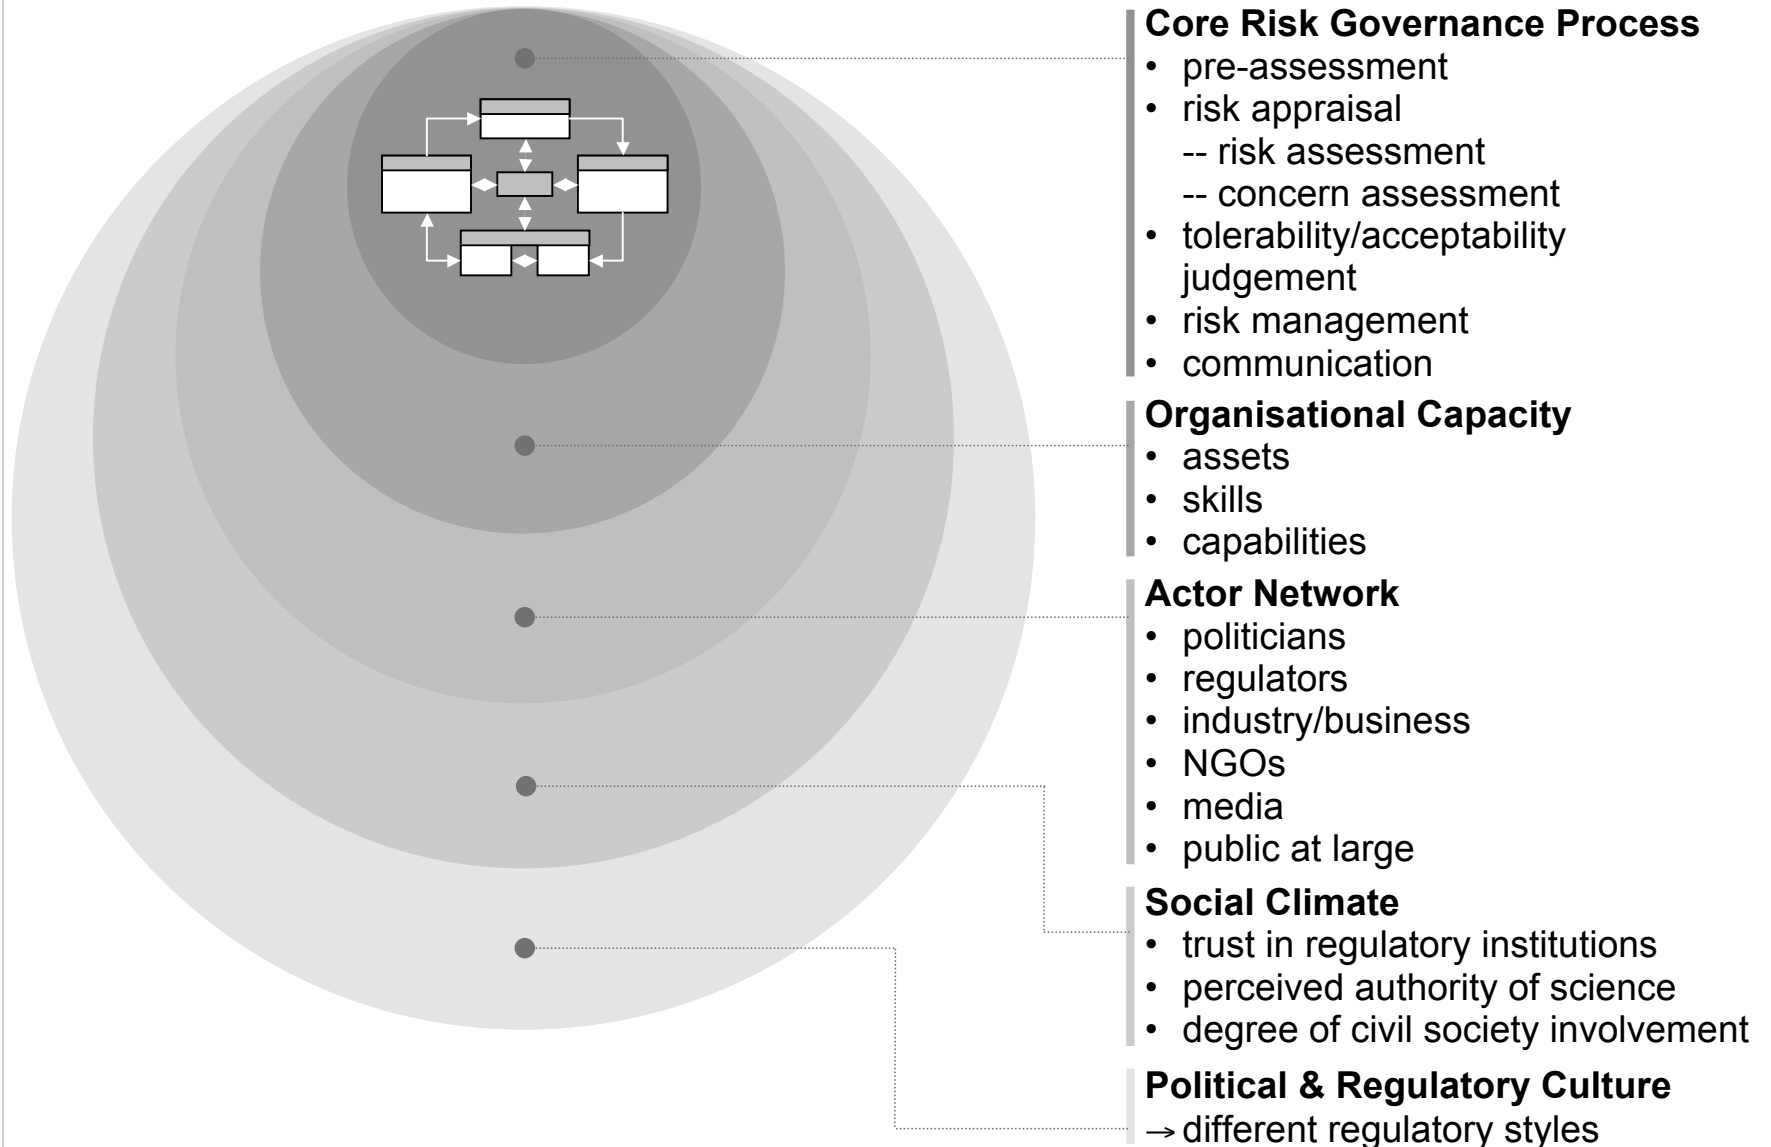 Core Risk Governance Process
• pre-assessment
• risk appraisal
-- risk assessment
-- concern assessment
• tolerability/acceptability
judgement
• risk management
• communication
Organisational Capacity
• assets
• skills
• capabilities
Actor Network
• politicians
• regulators
• industry/business
• NGOs
• media
• public at large
Social Climate
• trust in regulatory institutions
• perceived authority of science
• degree of civil society involvement
Political & Regulatory Culture
→ different regulatory styles